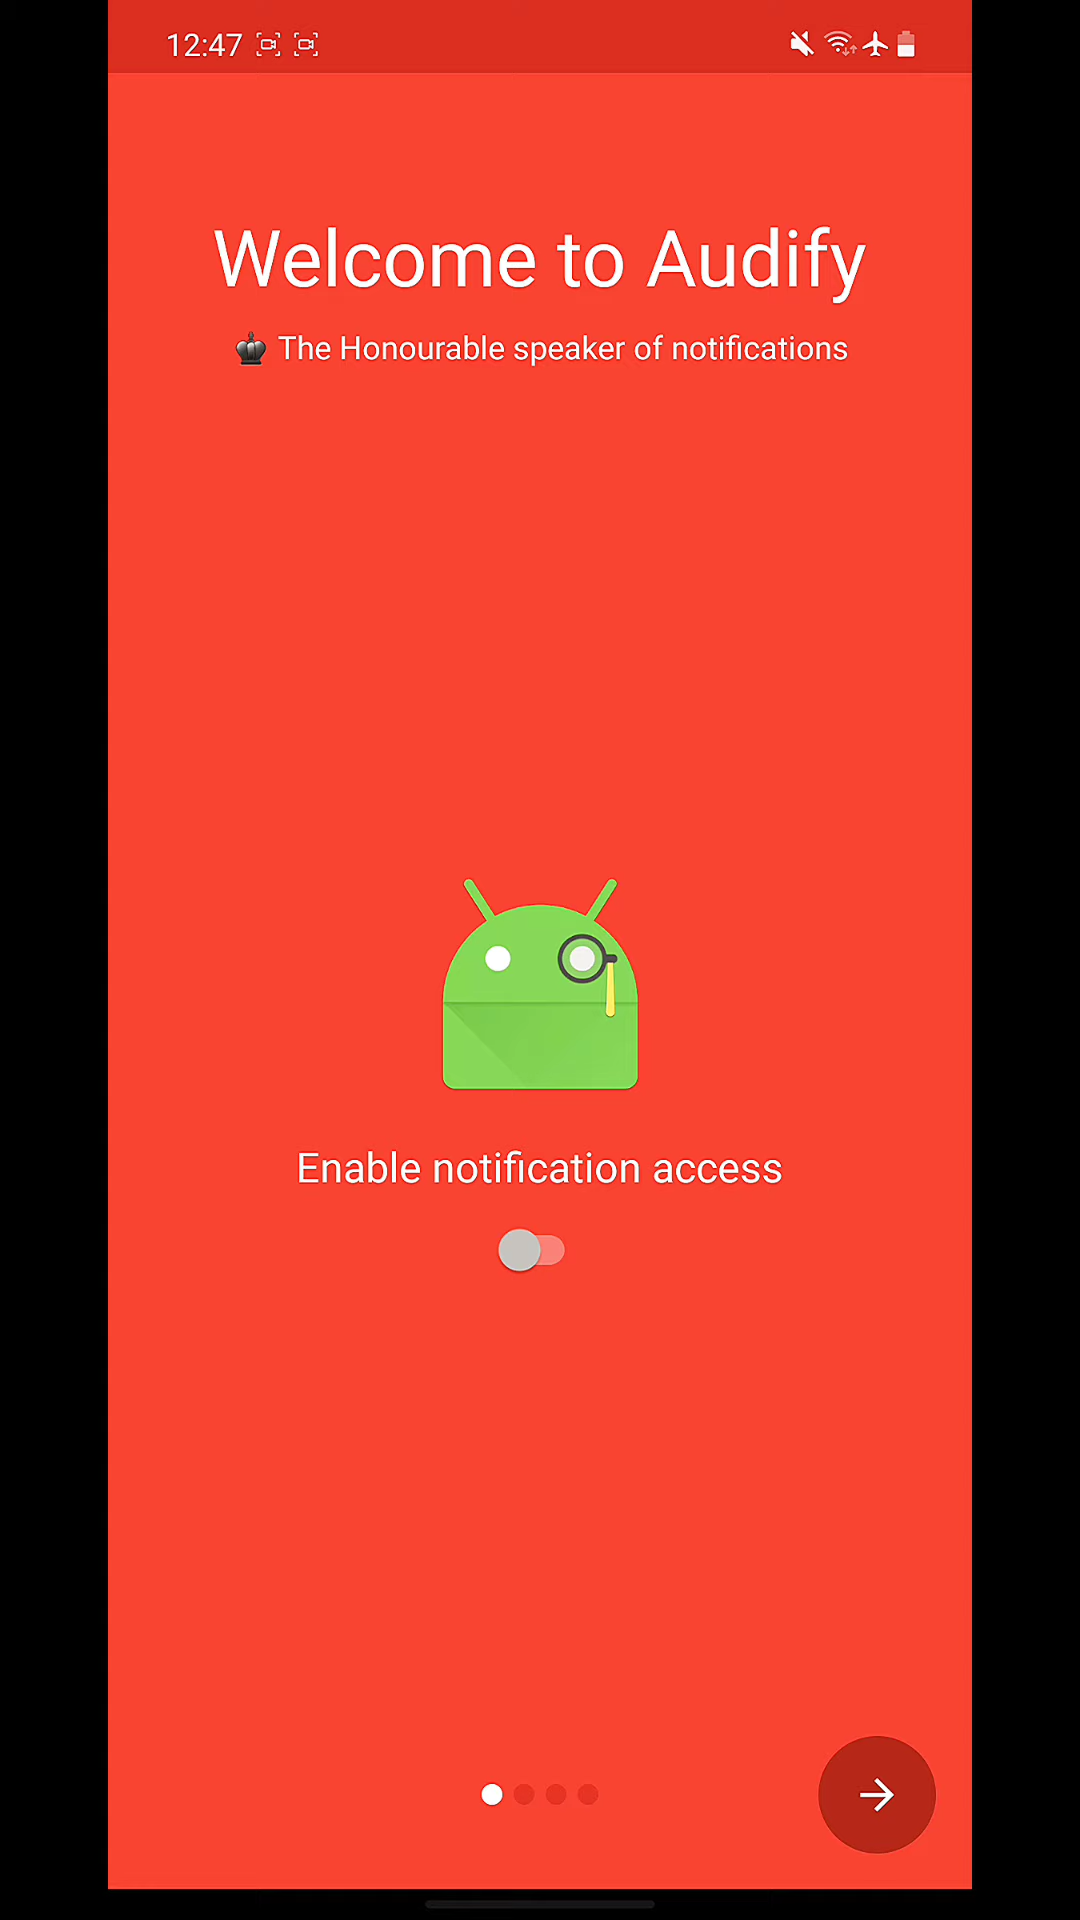 12:47
Welcome to Audify
The Honourable speaker of notifications
Enable notification access